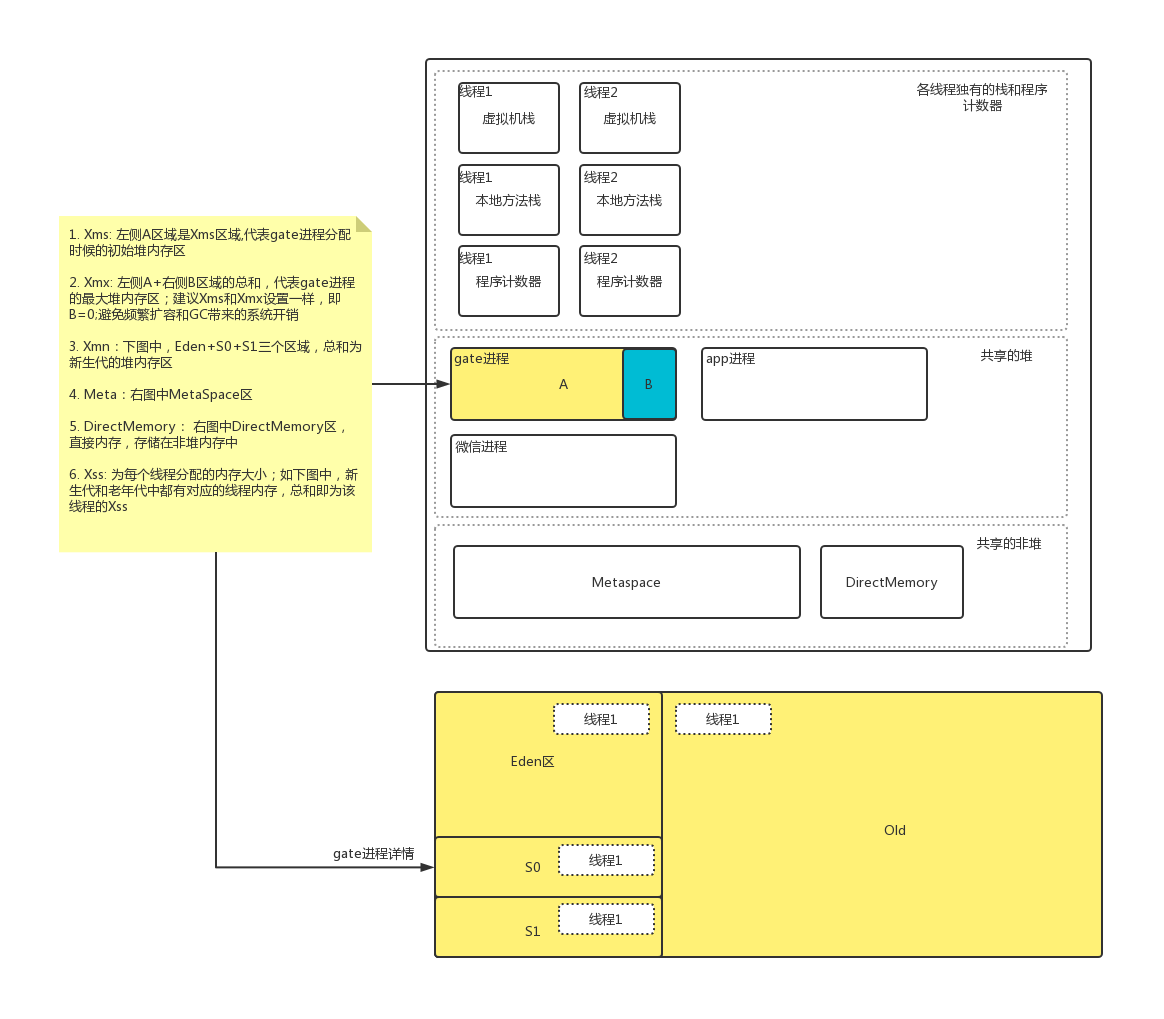 线程1
虚拟机栈
线程2
虚拟机栈
各线程独有的栈和程序
计数器
线程1
本地方法栈
线程2
本地方法栈
线程1
程序计数器
线程2
程序计数器
1. Xms: 左侧A区域是Xms区域,代表gate进程分配
时候的初始堆内存区
2. Xmx: 左侧A+右侧B区域的总和，代表gate进程
的最大堆内存区；建议Xms和Xmx设置一样，即
B=0;避免频繁扩容和GC带来的系统开销
3. Xmn：下图中，Eden+S0+S1三个区域，总和为
新生代的堆内存区
4. Meta：右图中MetaSpace区
5. DirectMemory： 右图中DirectMemory区，
直接内存，存储在非堆内存中
6. Xss: 为每个线程分配的内存大小；如下图中，新
生代和老年代中都有对应的线程内存，总和即为该
线程的Xss
gate进程
A
B
app进程
共享的堆
微信进程
共享的非堆
Metaspace
DirectMemory
gate进程详情
线程1
Eden区
线程1
Old
S0
线程1
S1
线程1